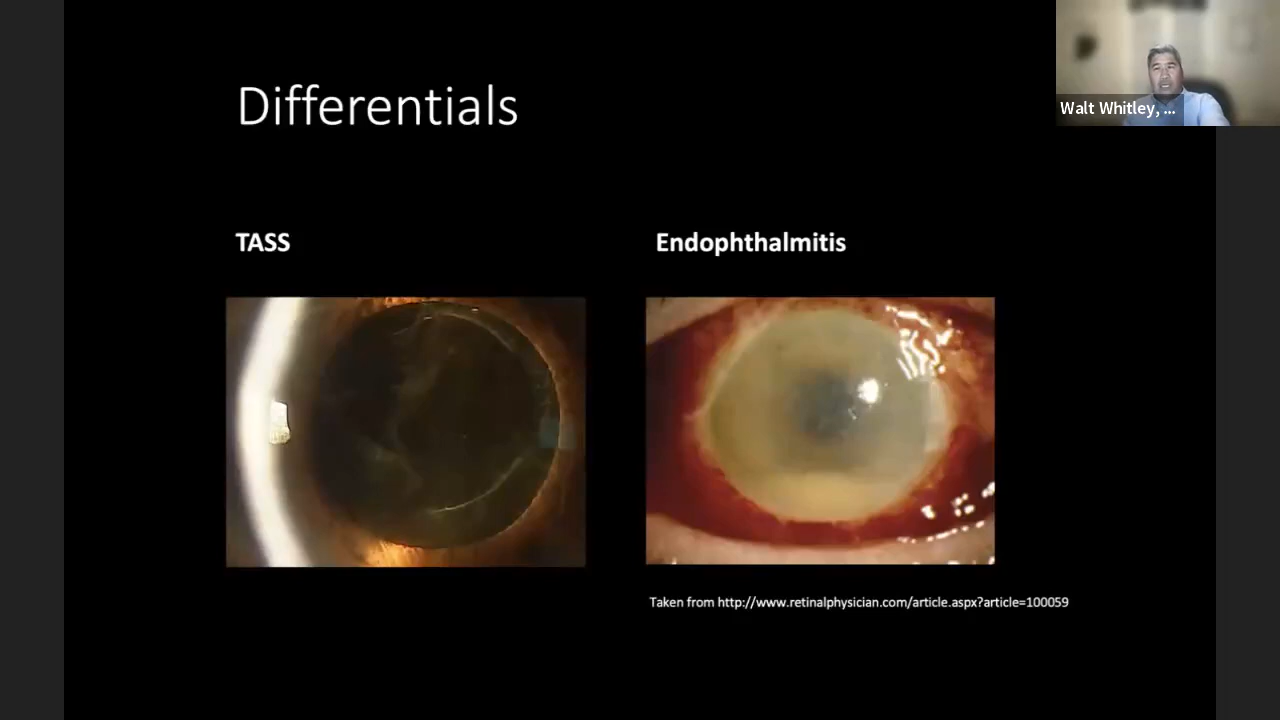 Differentials
Walt Whitley, ...
TASS
Endophthalmitis
Taken from http://www.retinalphysician.com/article.aspx?article=100059